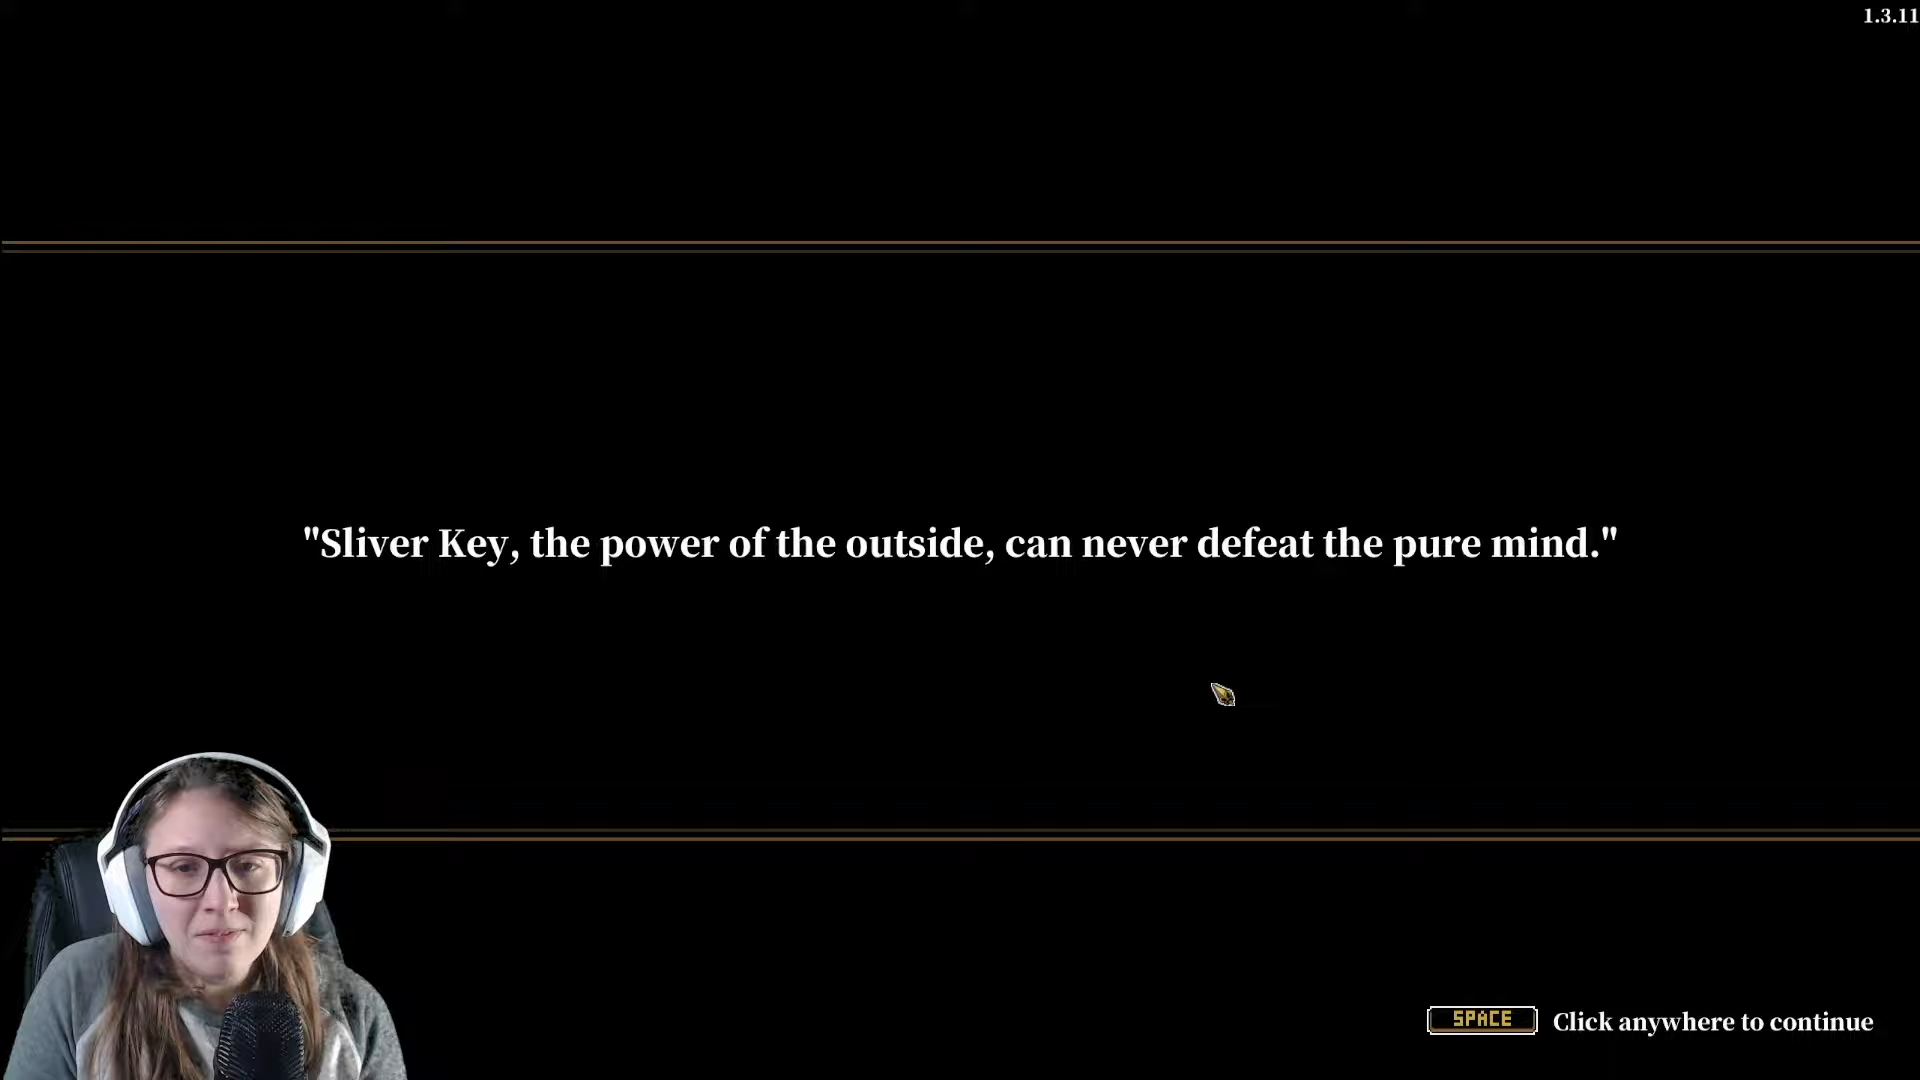 1.3.11
"Sliver Key, the power of the outside, can never defeat the pure mind."
SPACE Click anywhere to continue